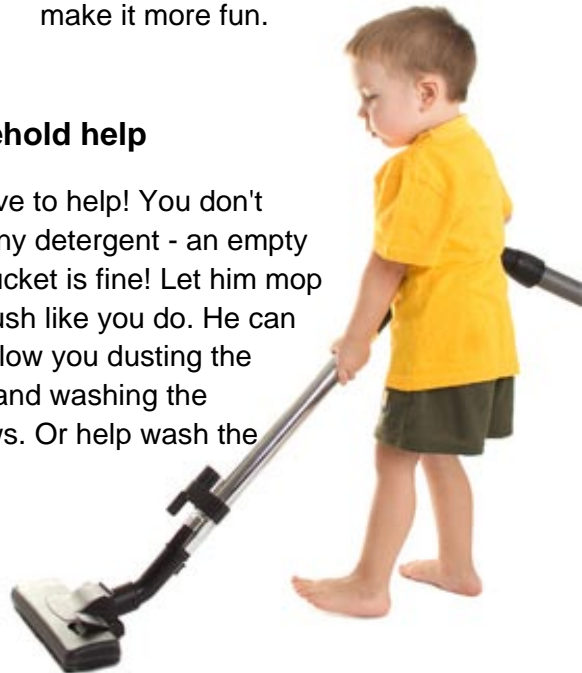 make it more fun.
ehold help
ve to help! You don't
ny detergent - an empty
ucket is fine! Let him mop
ush like you do. He can
low you dusting the
and washing the
ws. Or help wash the